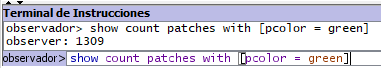 Terminal de Instrucciones
observador> show count patches with [pcolor = green]
observer: 1309
observador> show count patches with [pcolor = green]